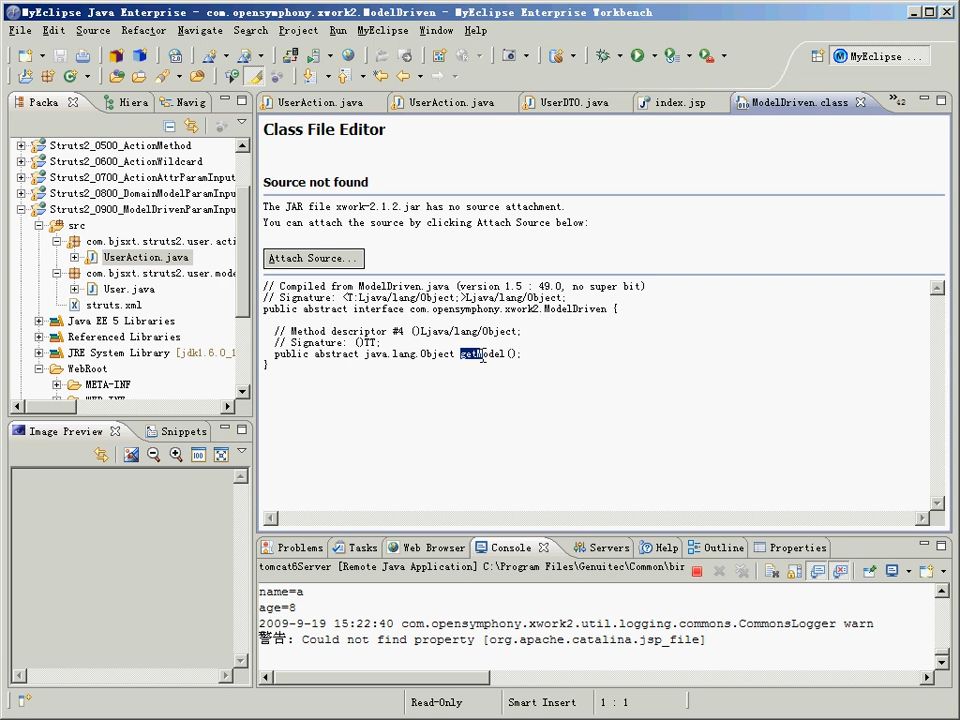 MyEclipse Java Enterprise - com.opensymphony.xwork2.ModelDriven - MyEclipse Enterprise Workbench
File Edit Source Refactor Navigate Search Project Run MyEclipse Window Help
MyEclipse ...
Packa Hiera Navig
UserAction.java UserAction.java UserDTO.java index.jsp ModelDriven.class »42
Struts2_0500_ActionMethod
Struts2_0600_ActionWildcard
Struts2_0700_ActionAttrParamInput
Struts2_0800_DomainModelParamInpu
Struts2_0900_ModelDrivenParamInpu
src
com.bjsxt.struts2.user.acti
UserAction.java
com.bjsxt.struts2.user.mode
User.java
struts.xml
Java EE 5 Libraries
Referenced Libraries
JRE System Library [jdk1.6.0_1
WebRoot
META-INF
Class File Editor
Source not found
The JAR file xwork-2.1.2.jar has no source attachment.
You can attach the source by clicking Attach Source below:
Attach Source...
// Compiled from ModelDriven.java (version 1.5 : 49.0, no super bit)
// Signature: <T:Ljava/lang/Object;>Ljava/lang/Object;
public abstract interface com.opensymphony.xwork2.ModelDriven {
// Method descriptor #4 ()Ljava/lang/Object;
// Signature: ()TT;
public abstract java.lang.Object getModel();
}
Image Preview Snippets
100
Problems Tasks Web Browser Console Servers Help Outline Properties
tomcat6Server [Remote Java Application] C:\Program Files\Genuitec\Common\bir
name=a
age=8
2009-9-19 15:22:40 com.opensymphony.xwork2.util.logging.commons.CommonsLogger warn
警告: Could not find property [org.apache.catalina.jsp_file]
Read-Only Smart Insert 1 : 1